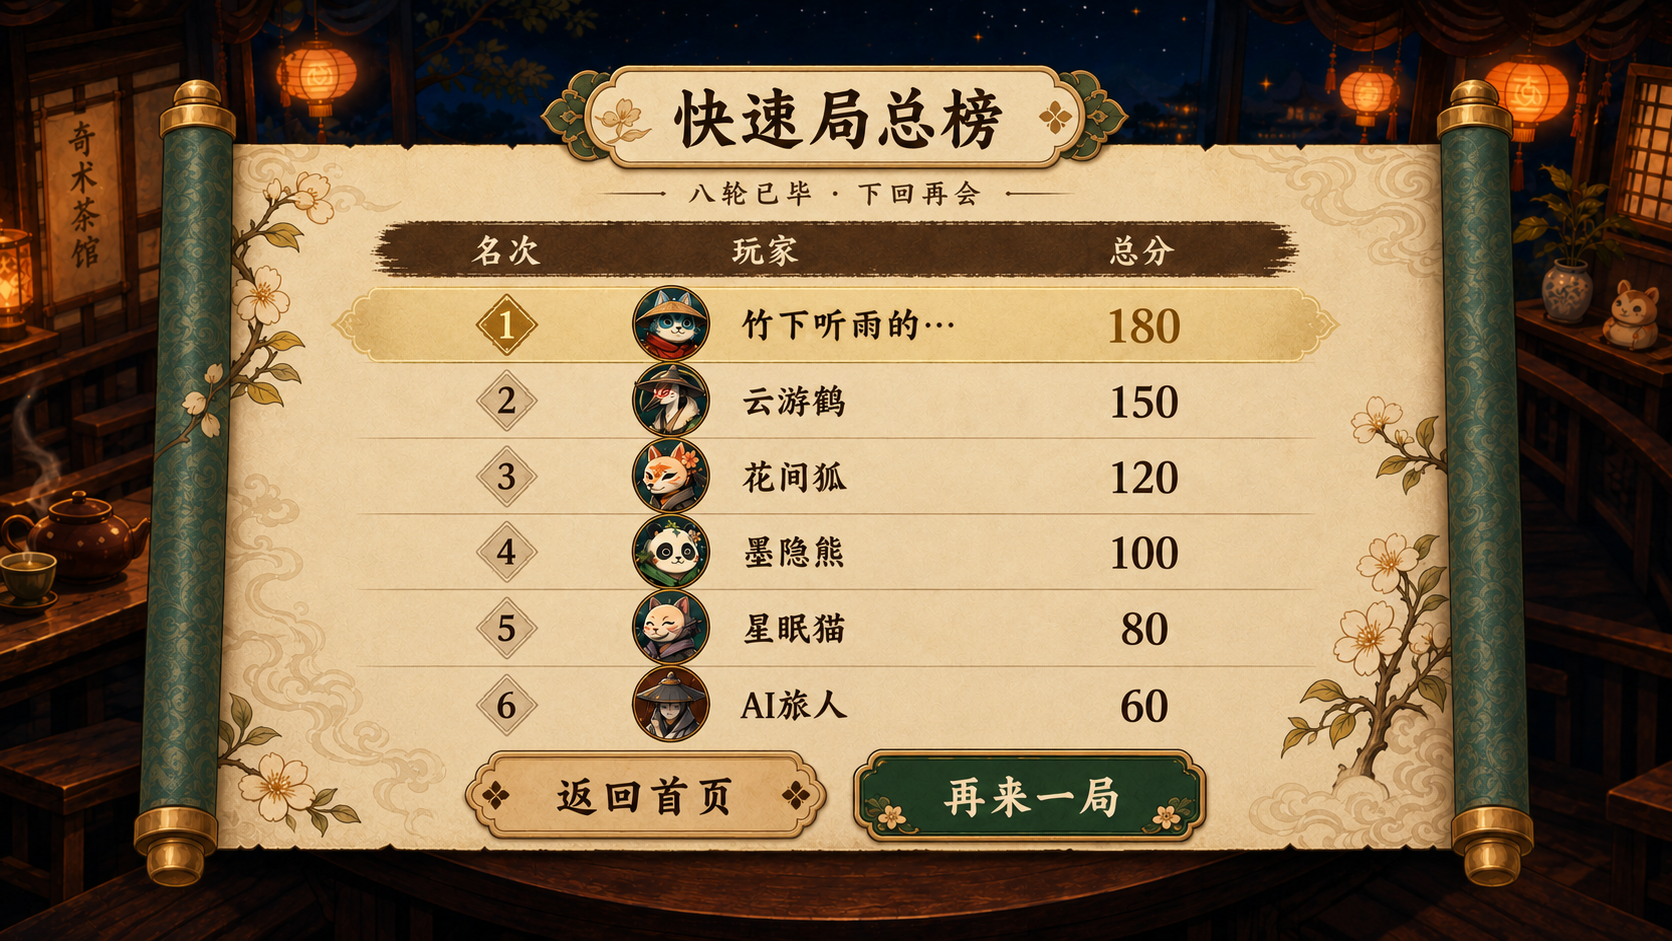 奇术茶馆
快速局总榜
八轮已毕 · 下回再会
名次 玩家 总分
1 竹下听雨的… 180
2 云游鹤 150
3 花间狐 120
4 墨隐熊 100
5 星眠猫 80
6 AI旅人 60
返回首页 再来一局